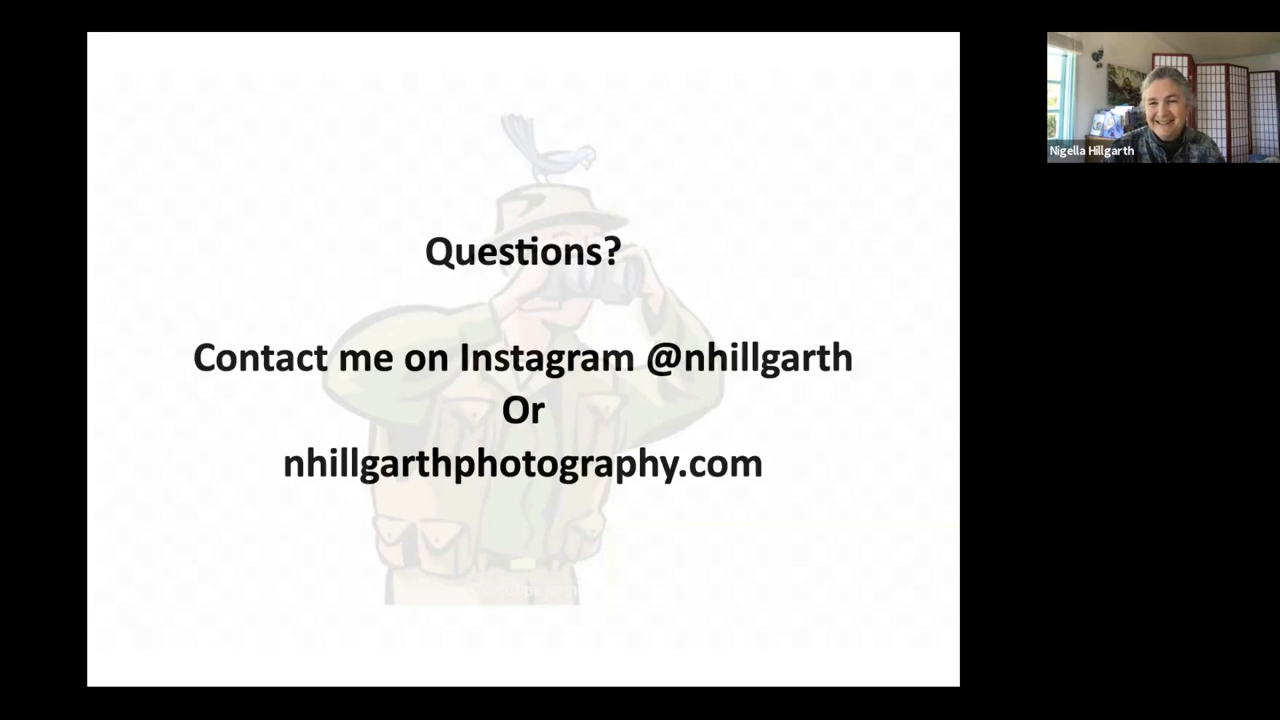 Questions?
Contact me on Instagram @nhillgarth
Or
nhillgarthphotography.com
Nigella Hillgarth